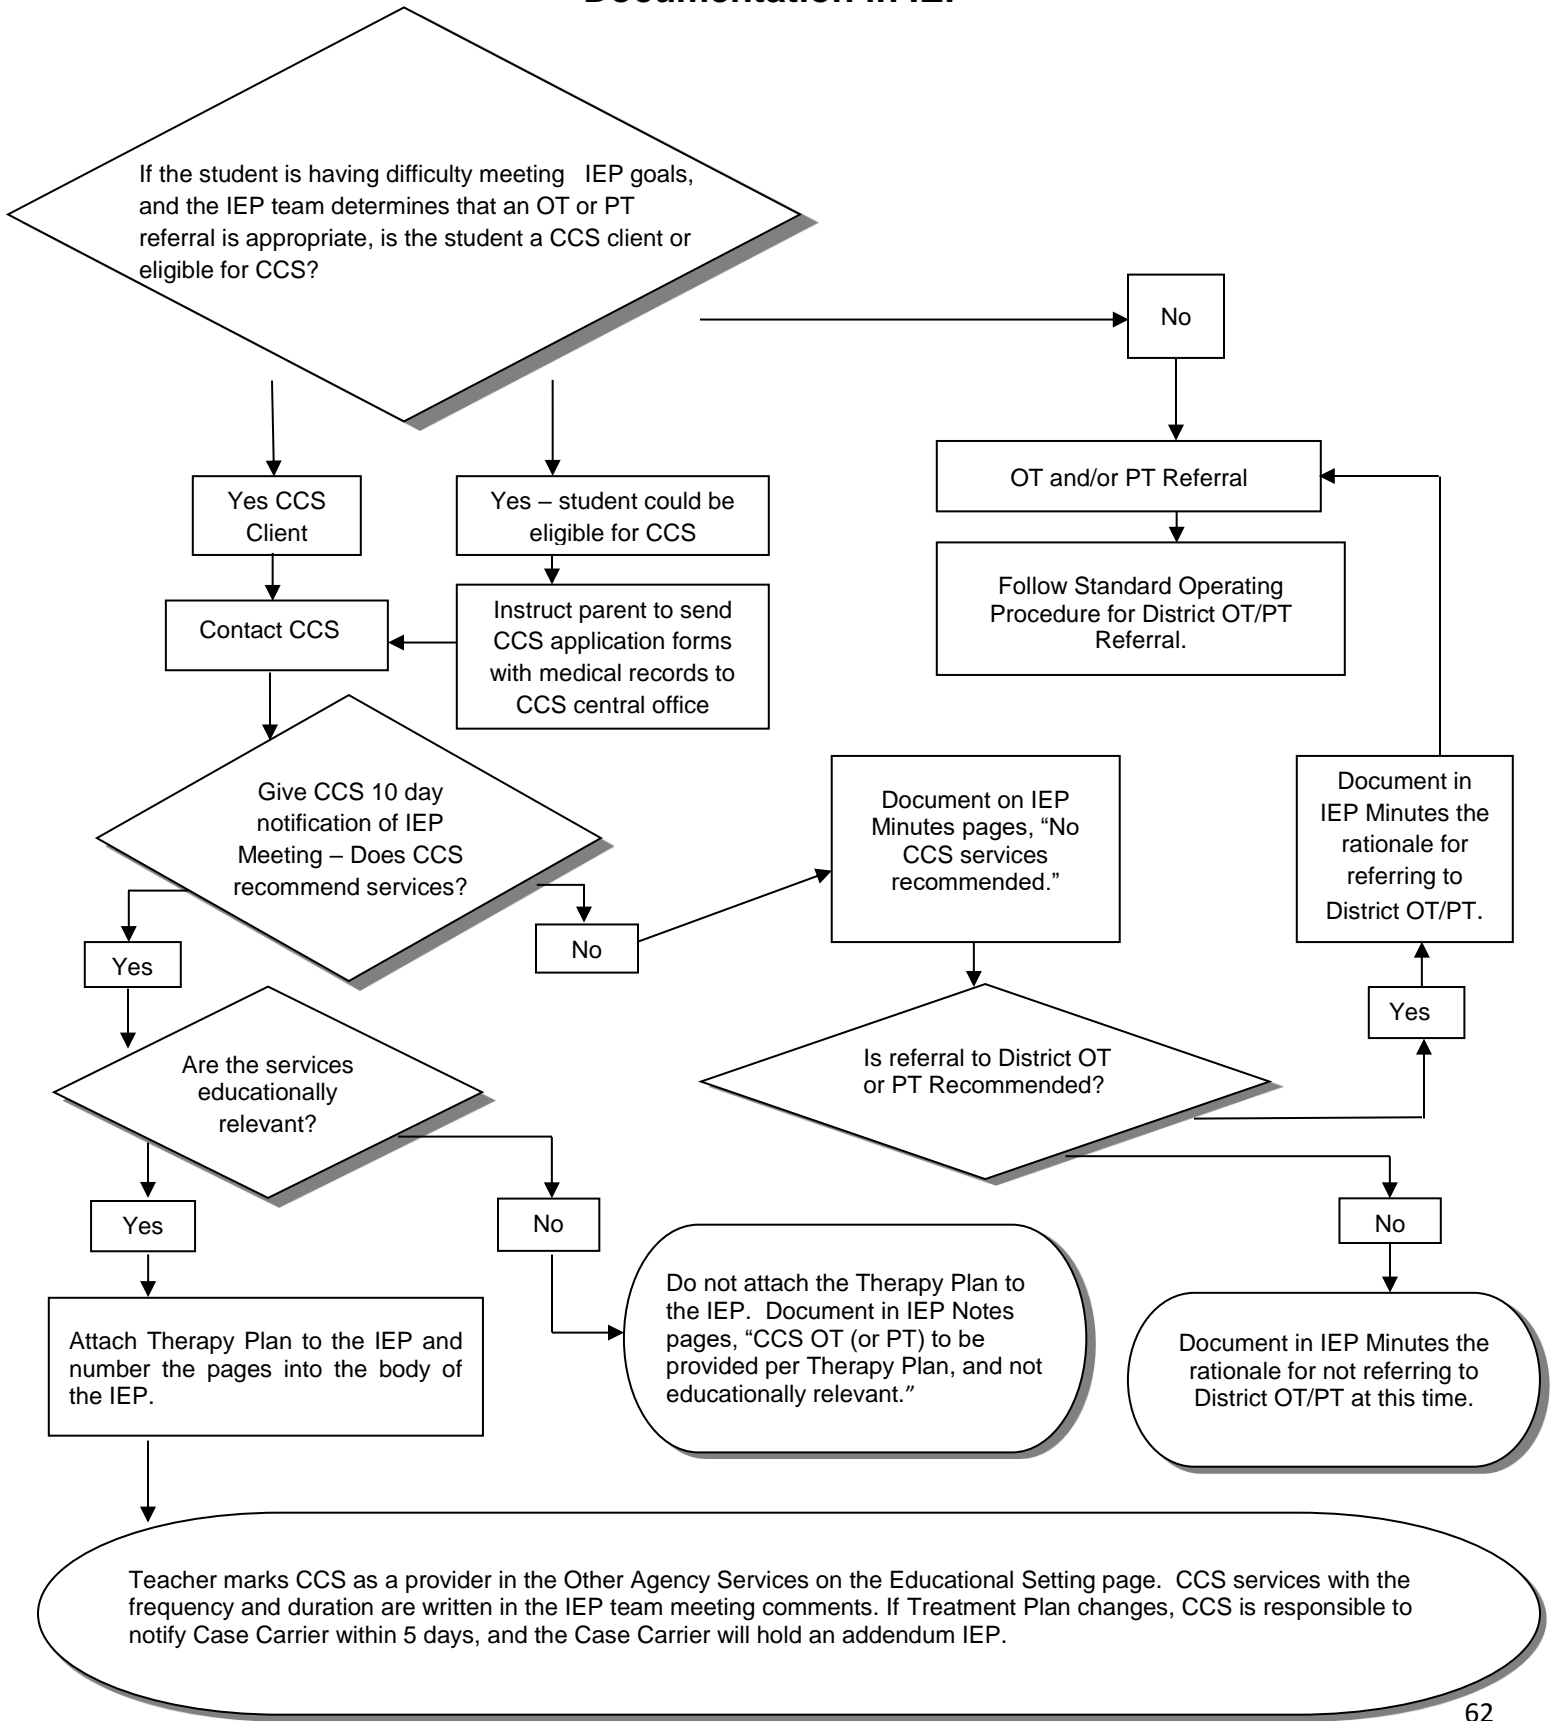 Documentation in IEP
If the student is having difficulty meeting IEP goals,
and the IEP team determines that an OT or PT
referral is appropriate, is the student a CCS client or
eligible for CCS?
No
Yes CCS
Client
Yes – student could be
eligible for CCS
OT and/or PT Referral
Contact CCS
Instruct parent to send
CCS application forms
with medical records to
CCS central office
Follow Standard Operating
Procedure for District OT/PT
Referral.
Give CCS 10 day
notification of IEP
Meeting – Does CCS
recommend services?
Document on IEP
Minutes pages, “No
CCS services
recommended.”
Document in
IEP Minutes the
rationale for
referring to
District OT/PT.
Yes
No
Yes
Are the services
educationally
relevant?
Is referral to District OT
or PT Recommended?
Yes
No
No
Attach Therapy Plan to the IEP and
number the pages into the body of
the IEP.
Do not attach the Therapy Plan to
the IEP. Document in IEP Notes
pages, “CCS OT (or PT) to be
provided per Therapy Plan, and not
educationally relevant.”
Document in IEP Minutes the
rationale for not referring to
District OT/PT at this time.
Teacher marks CCS as a provider in the Other Agency Services on the Educational Setting page. CCS services with the
frequency and duration are written in the IEP team meeting comments. If Treatment Plan changes, CCS is responsible to
notify Case Carrier within 5 days, and the Case Carrier will hold an addendum IEP.
62